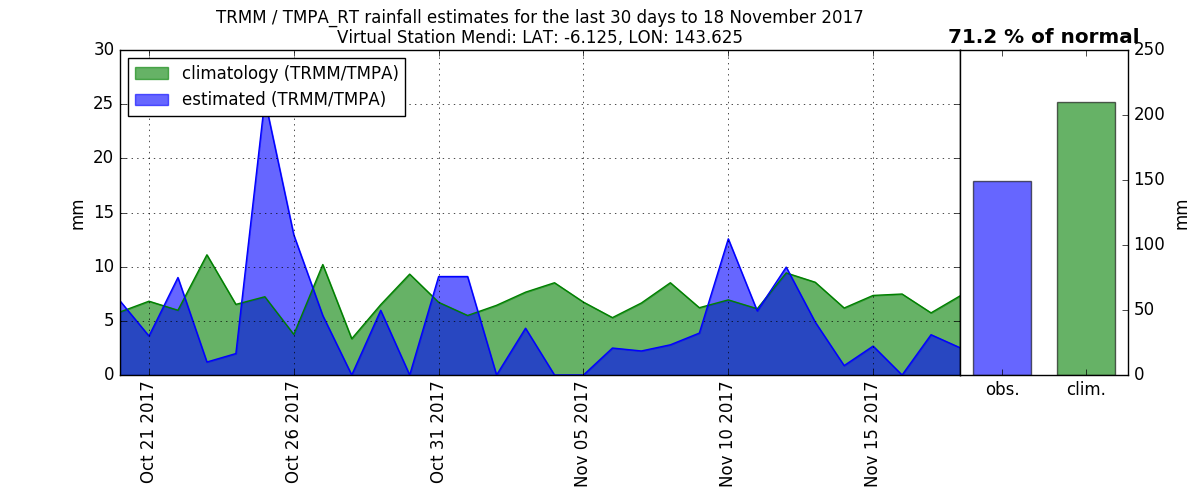 TRMM / TMPA_RT rainfall estimates for the last 30 days to 18 November 2017
Virtual Station Mendi: LAT: -6.125, LON: 143.625
71.2 % of normal
climatology (TRMM/TMPA)
estimated (TRMM/TMPA)
30
25
20
15
10
5
0
mm
Oct 21 2017
Oct 26 2017
Oct 31 2017
Nov 05 2017
Nov 10 2017
Nov 15 2017
250
200
150
100
50
0
mm
obs.
clim.